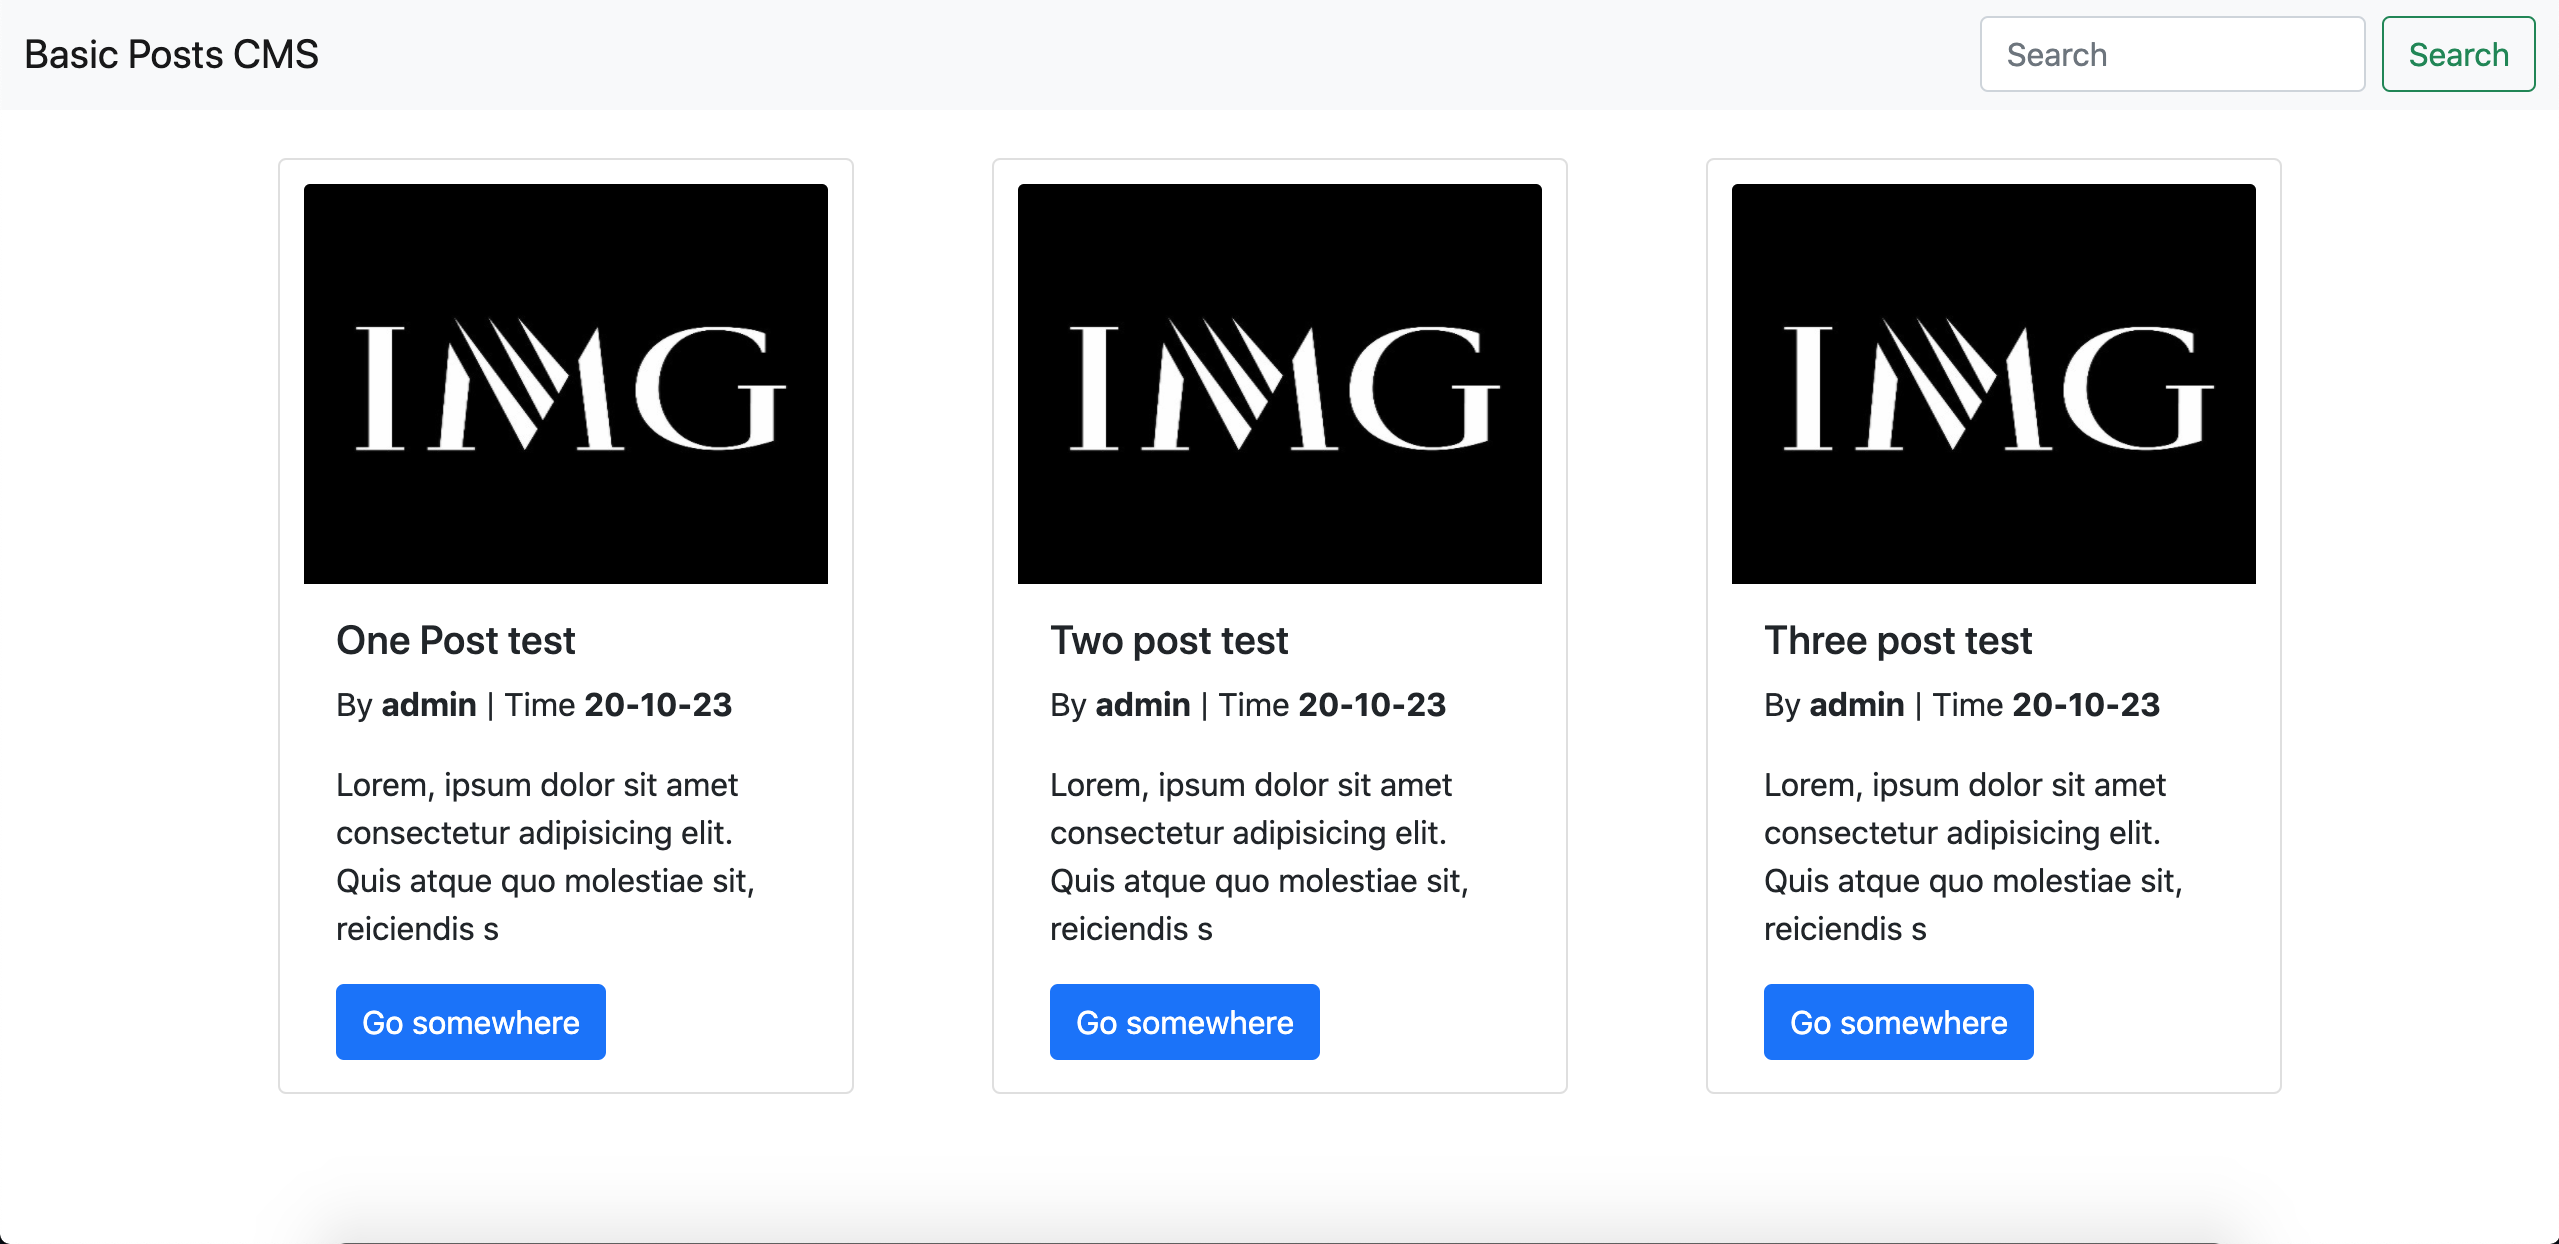 Basic Posts CMS
Search
Search
IMG
One Post test
By admin | Time 20-10-23
Lorem, ipsum dolor sit amet
consectetur adipisicing elit.
Quis atque quo molestiae sit,
reiciendis s
Go somewhere
IMG
Two post test
By admin | Time 20-10-23
Lorem, ipsum dolor sit amet
consectetur adipisicing elit.
Quis atque quo molestiae sit,
reiciendis s
Go somewhere
IMG
Three post test
By admin | Time 20-10-23
Lorem, ipsum dolor sit amet
consectetur adipisicing elit.
Quis atque quo molestiae sit,
reiciendis s
Go somewhere